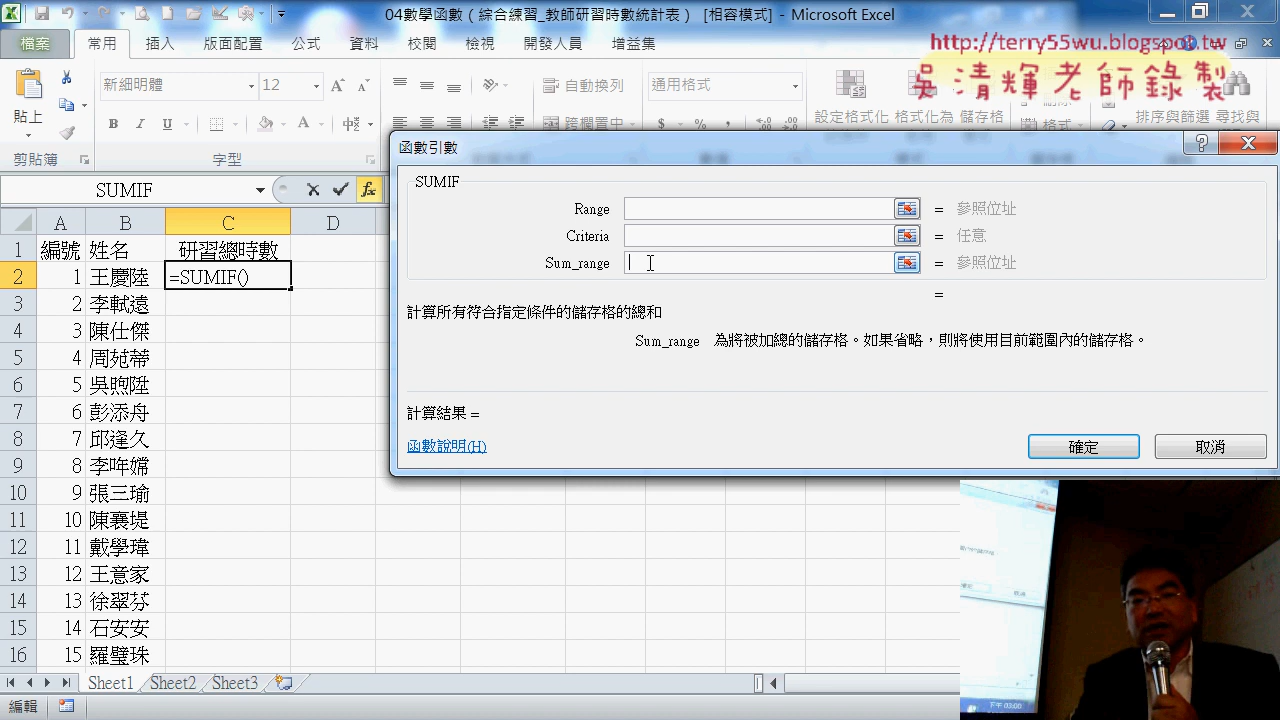 04數學函數（綜合練習_教師研習時數統計表） [相容模式] - Microsoft Excel
檔案 常用 插入 版面配置 公式 資料 校閱 檢視 開發人員 增益集
http://terry55wu.blogspot.tw
吳清輝老師錄製
貼上 新細明體 12 自動換列 通用格式
B I U A 中 跨欄置中 $ % , 設定格式化 格式化為 儲存格 格式 排序與篩選 尋找與
剪貼簿 字型
SUMIF fx
函數引數
SUMIF
Range = 參照位址
Criteria = 任意
Sum_range = 參照位址
=
計算所有符合指定條件的儲存格的總和
Sum_range 為將被加總的儲存格。如果省略，則將使用目前範圍內的儲存格。
計算結果 =
函數說明(H) 確定 取消
A B C D
1 編號 姓名 研習總時數
2 1 王慶陸 =SUMIF()
3 2 李軾遠
4 3 陳仕傑
5 4 周苑蒂
6 5 吳煦陞
7 6 彭添舟
8 7 邱逢久
9 8 李哖嫦
10 9 張三瑜
11 10 陳襄堤
12 11 戴學瑋
13 12 王意家
14 13 徐翠芬
15 14 石安安
16 15 羅璧珠
Sheet1 Sheet2 Sheet3
編輯
下午 03:00